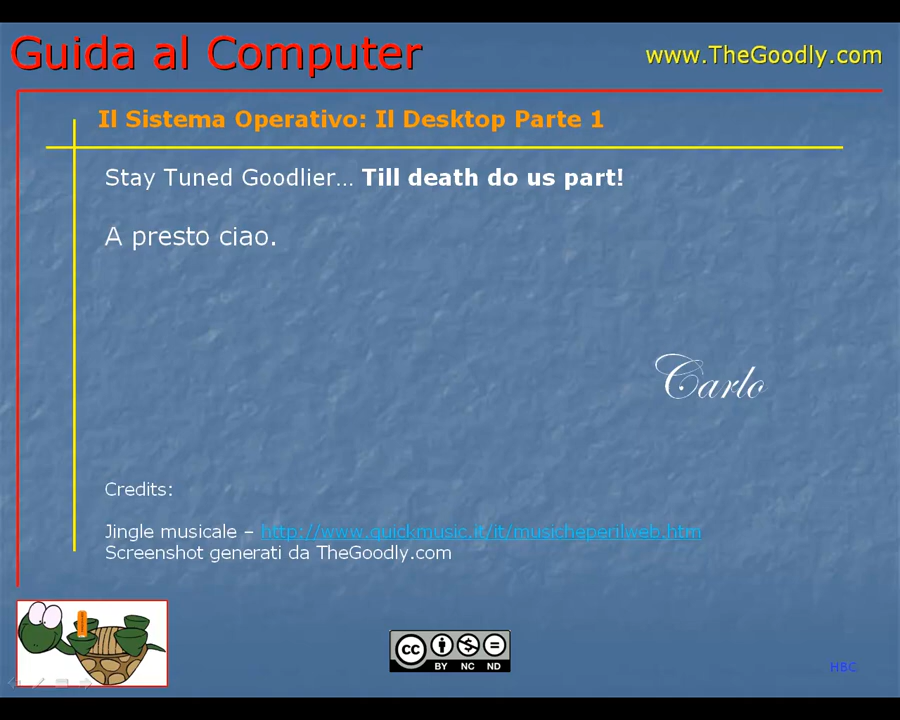 Guida al Computer
www.TheGoodly.com
Il Sistema Operativo: Il Desktop Parte 1
Stay Tuned Goodlier... Till death do us part!
A presto ciao.
Carlo
Credits:
Jingle musicale – http://www.quickmusic.it/it/musicheperilweb.htm
Screenshot generati da TheGoodly.com
cc
BY NC ND
HBC